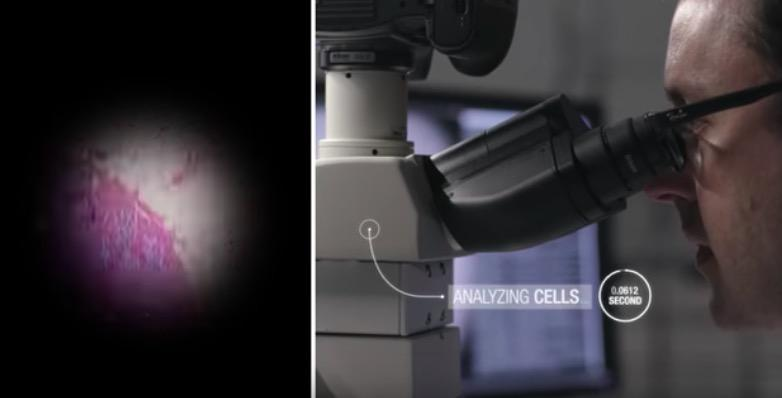 ANALYZING CELLS
0.0612
SECOND